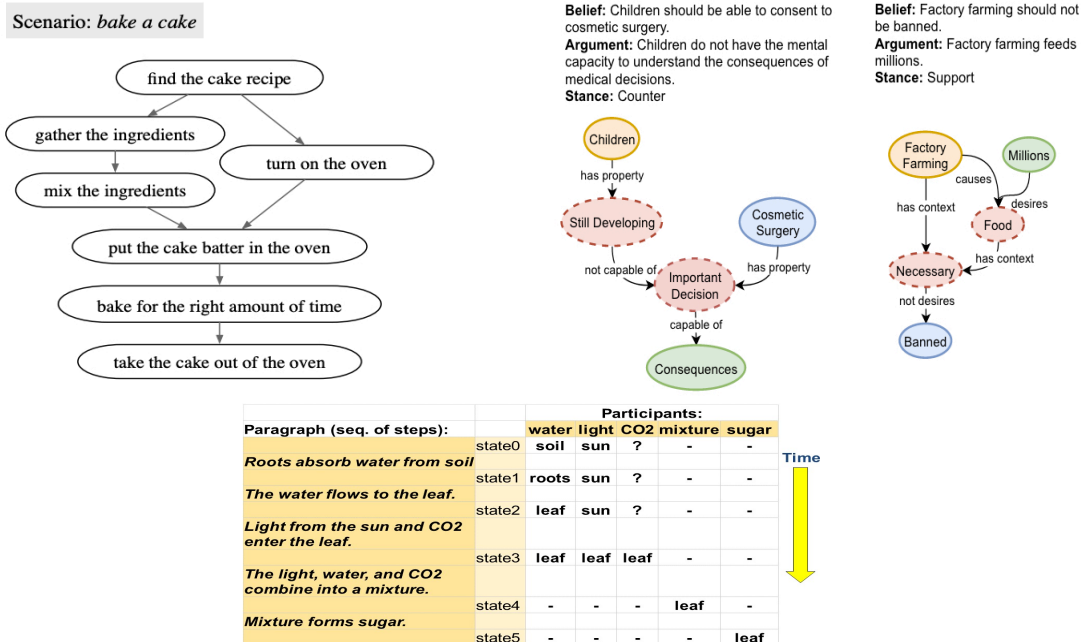 Scenario: bake a cake
find the cake recipe
gather the ingredients
turn on the oven
mix the ingredients
put the cake batter in the oven
bake for the right amount of time
take the cake out of the oven
Belief: Children should be able to consent to
cosmetic surgery.
Argument: Children do not have the mental
capacity to understand the consequences of
medical decisions.
Stance: Counter
Children
has property
Still Developing
Cosmetic
Surgery
not capable of
Important
Decision
has property
capable of
Consequences
Belief: Factory farming should not
be banned.
Argument: Factory farming feeds
millions.
Stance: Support
Factory
Farming
Millions
causes
has context
desires
Food
has context
Necessary
not desires
Banned
Participants:
Paragraph (seq. of steps): water light CO2 mixture sugar
state0 soil sun ? - -
Roots absorb water from soil
state1 roots sun ? - -
The water flows to the leaf.
state2 leaf sun ? - -
Light from the sun and CO2
enter the leaf.
state3 leaf leaf leaf - -
The light, water, and CO2
combine into a mixture.
state4 - - - leaf -
Mixture forms sugar.
state5 - - - - leaf
Time